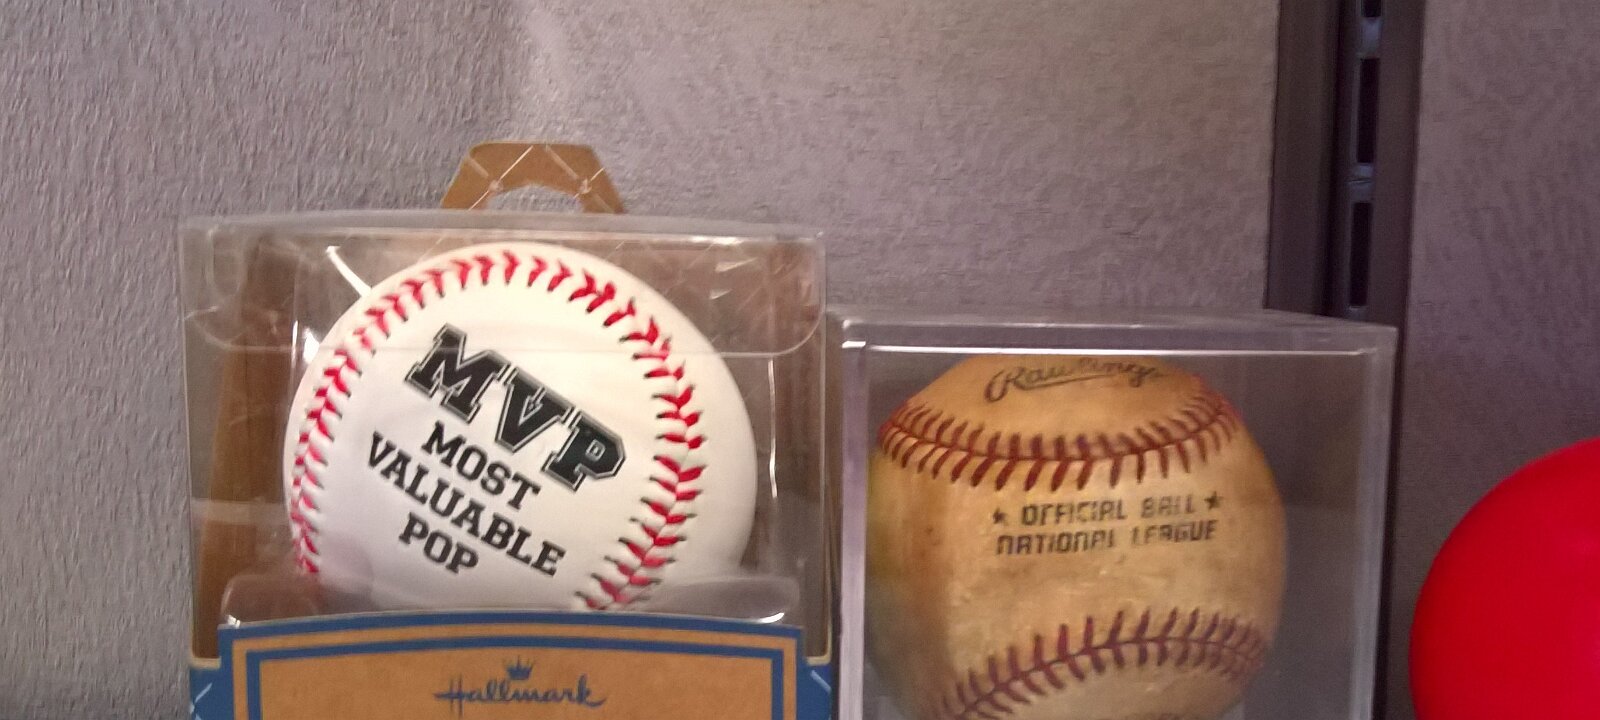 MVP
MOST
VALUABLE
POP
Hallmark
Rawlings
★ OFFICIAL BALL ★
NATIONAL LEAGUE